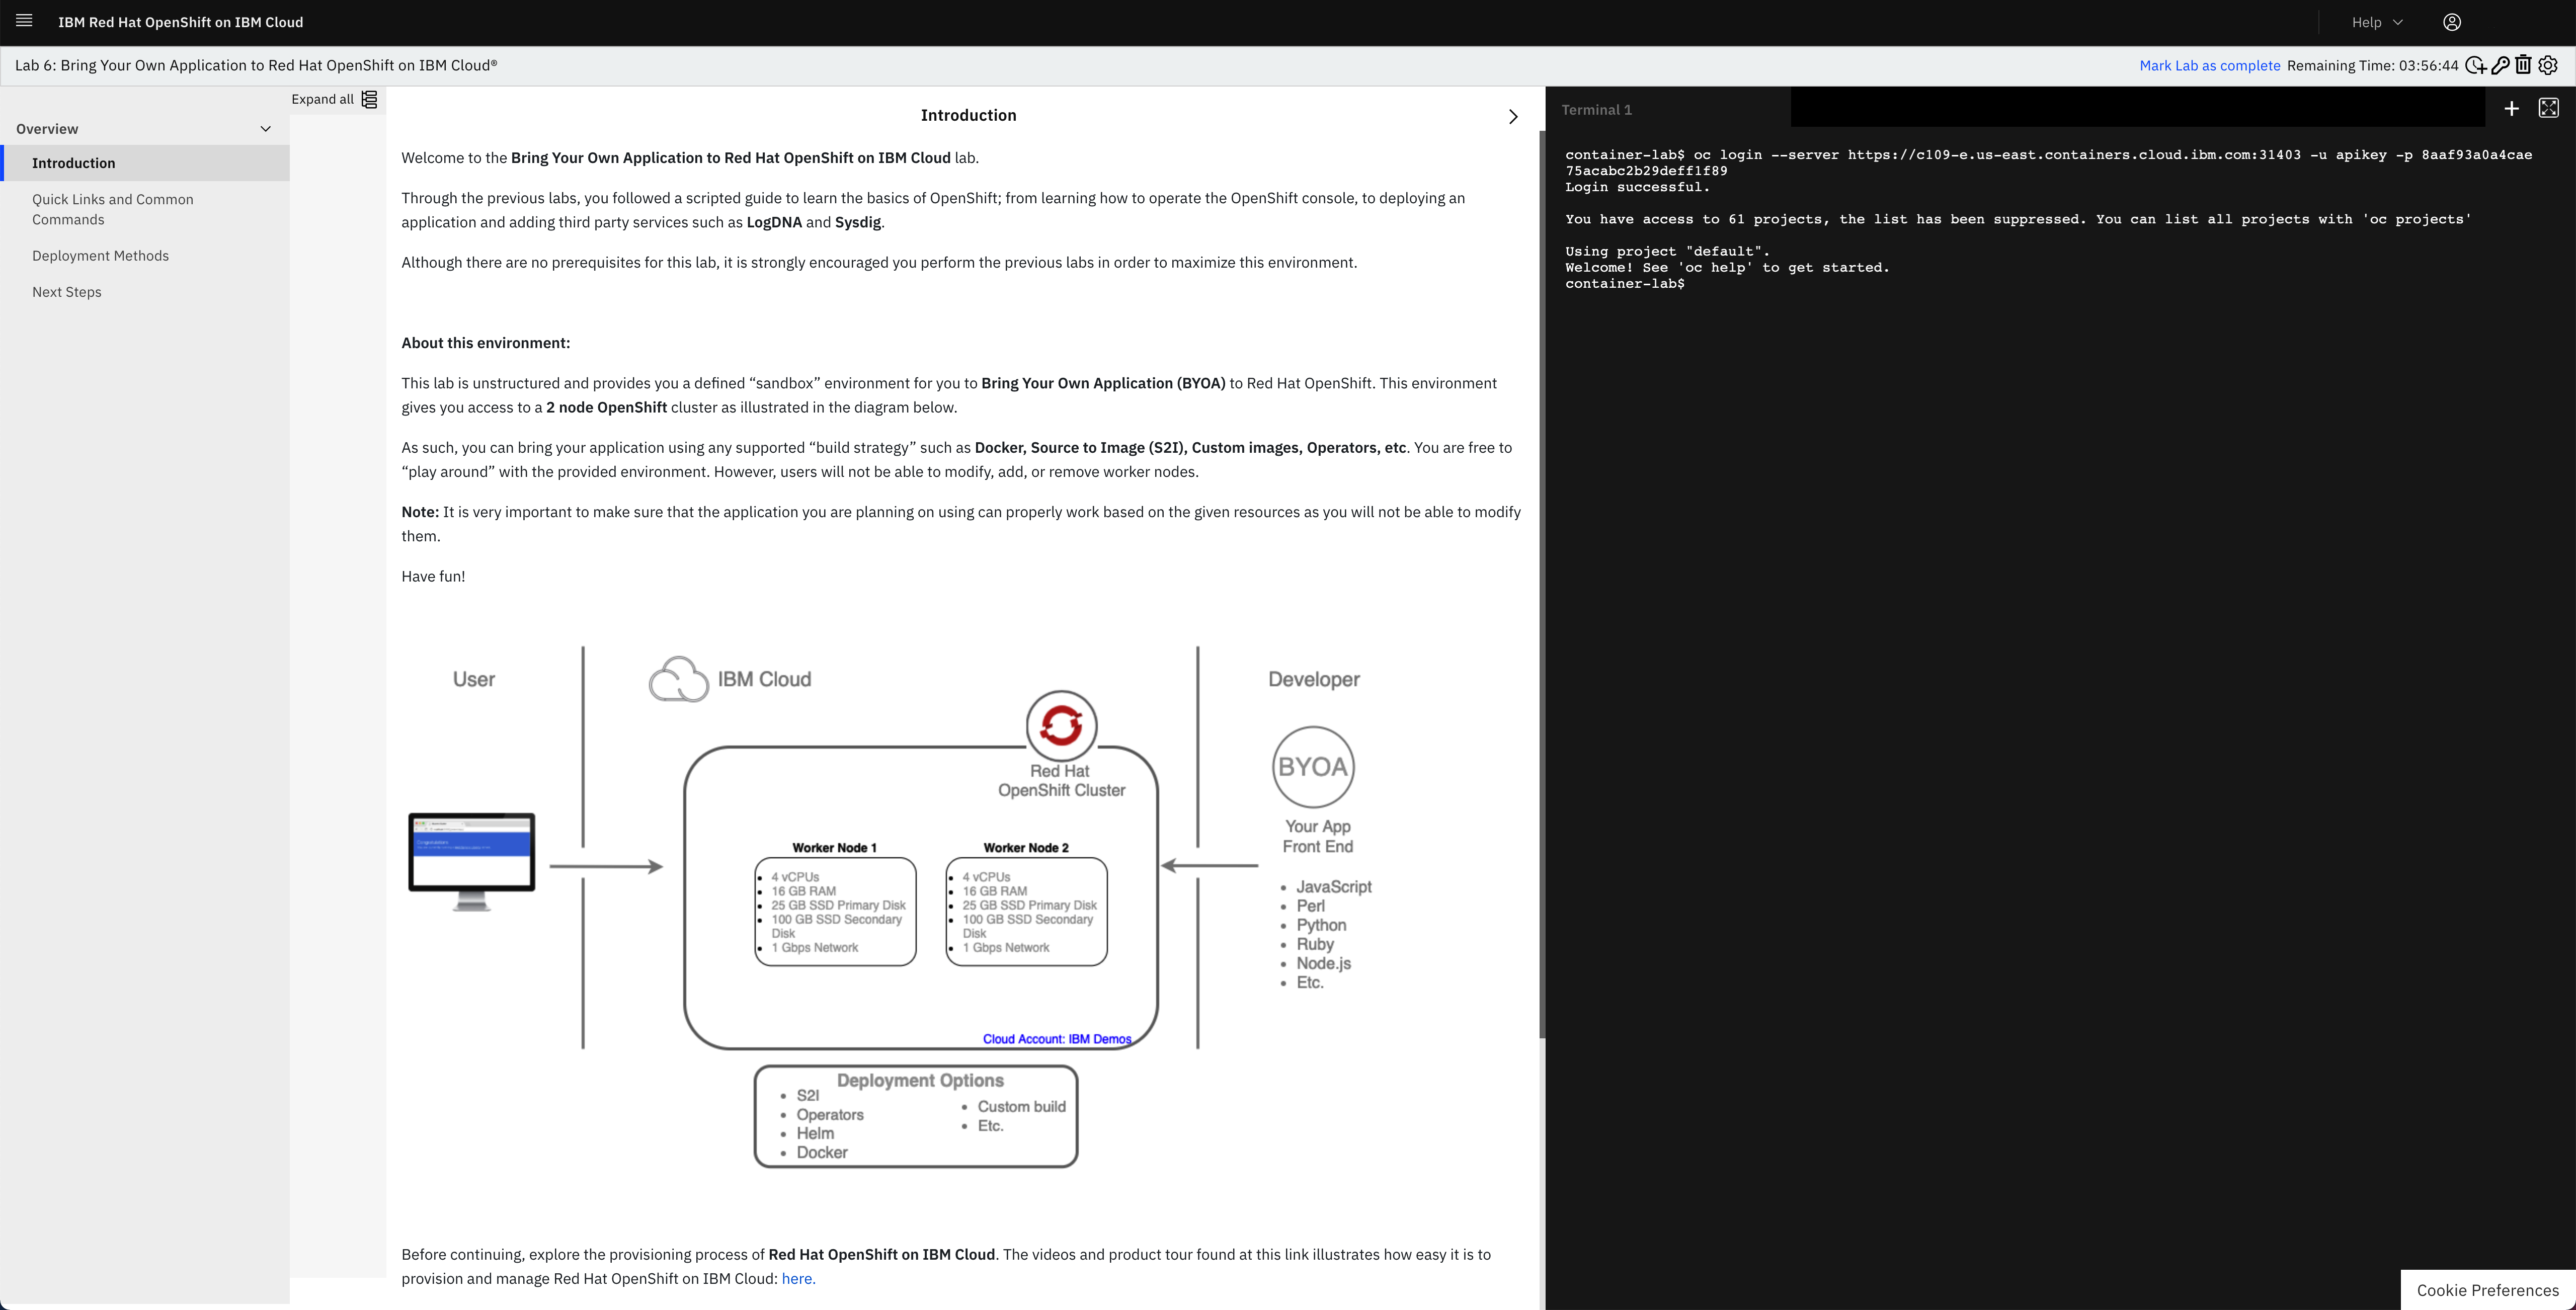 IBM Red Hat OpenShift on IBM Cloud
Help
Lab 6: Bring Your Own Application to Red Hat OpenShift on IBM Cloud®
Mark Lab as complete Remaining Time: 03:56:44
Expand all
Overview
Introduction
Quick Links and Common
Commands
Deployment Methods
Next Steps
Introduction
Welcome to the Bring Your Own Application to Red Hat OpenShift on IBM Cloud lab.
Through the previous labs, you followed a scripted guide to learn the basics of OpenShift; from learning how to operate the OpenShift console, to deploying an
application and adding third party services such as LogDNA and Sysdig.
Although there are no prerequisites for this lab, it is strongly encouraged you perform the previous labs in order to maximize this environment.
About this environment:
This lab is unstructured and provides you a defined “sandbox” environment for you to Bring Your Own Application (BYOA) to Red Hat OpenShift. This environment
gives you access to a 2 node OpenShift cluster as illustrated in the diagram below.
As such, you can bring your application using any supported “build strategy” such as Docker, Source to Image (S2I), Custom images, Operators, etc. You are free to
“play around” with the provided environment. However, users will not be able to modify, add, or remove worker nodes.
Note: It is very important to make sure that the application you are planning on using can properly work based on the given resources as you will not be able to modify
them.
Have fun!
User
IBM Cloud
Developer
Red Hat
OpenShift Cluster
BYOA
Your App
Front End
• JavaScript
• Perl
• Python
• Ruby
• Node.js
• Etc.
Worker Node 1
• 4 vCPUs
• 16 GB RAM
• 25 GB SSD Primary Disk
• 100 GB SSD Secondary
Disk
• 1 Gbps Network
Worker Node 2
• 4 vCPUs
• 16 GB RAM
• 25 GB SSD Primary Disk
• 100 GB SSD Secondary
Disk
• 1 Gbps Network
Cloud Account: IBM Demos
Deployment Options
• S2I
• Operators
• Helm
• Docker
• Custom build
• Etc.
Before continuing, explore the provisioning process of Red Hat OpenShift on IBM Cloud. The videos and product tour found at this link illustrates how easy it is to
provision and manage Red Hat OpenShift on IBM Cloud: here.
Terminal 1
container-lab$ oc login --server https://c109-e.us-east.containers.cloud.ibm.com:31403 -u apikey -p 8aaf93a0a4cae
75acabc2b29deff1f89
Login successful.
You have access to 61 projects, the list has been suppressed. You can list all projects with 'oc projects'
Using project "default".
Welcome! See 'oc help' to get started.
container-lab$
Cookie Preferences